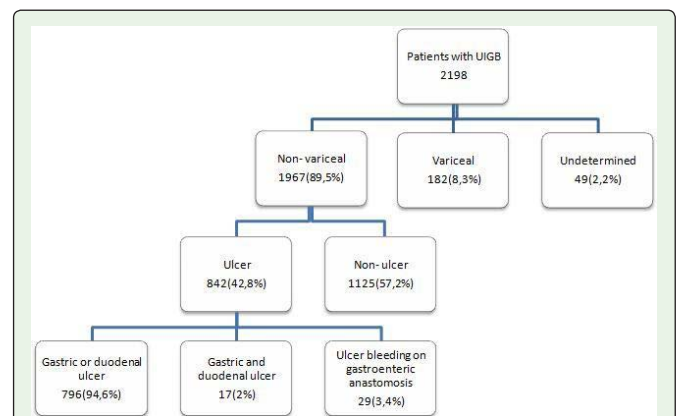 Patients with UIGB
2198
Non- variceal
1967(89,5%)
Variceal
182(8,3%)
Undetermined
49(2,2%)
Ulcer
842(42,8%)
Non- ulcer
1125(57,2%)
Gastric or duodenal
ulcer
796(94,6%)
Gastric and
duodenal ulcer
17(2%)
Ulcer bleeding on
gastroenteric
anastomosis
29(3,4%)